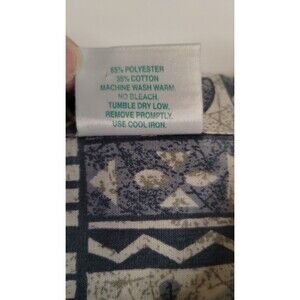 65% POLYESTER
35% COTTON
MACHINE WASH WARM.
NO BLEACH.
TUMBLE DRY LOW.
REMOVE PROMPTLY.
USE COOL IRON.